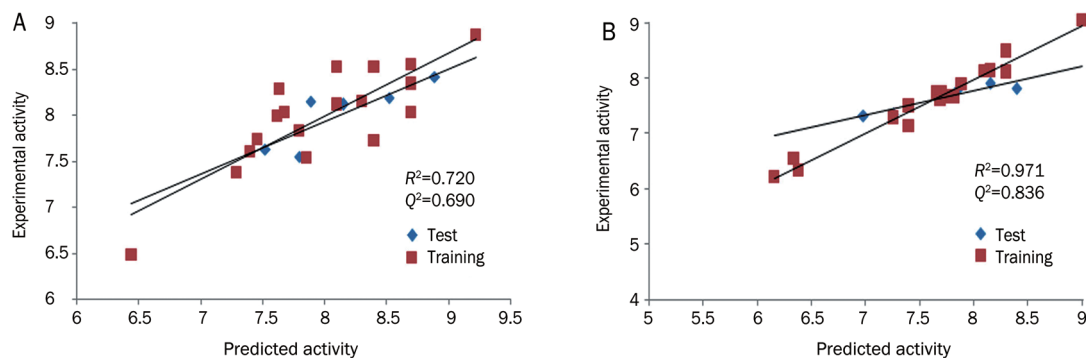 A
Experimental activity
9
8.5
8
7.5
7
6.5
6
R²=0.720
Q²=0.690
Test
Training
6 6.5 7 7.5 8 8.5 9 9.5
Predicted activity
B
Experimental activity
9
8
7
6
5
4
R²=0.971
Q²=0.836
Test
Training
5 5 6 6.5 7 7.5 8 8.5 9
Predicted activity